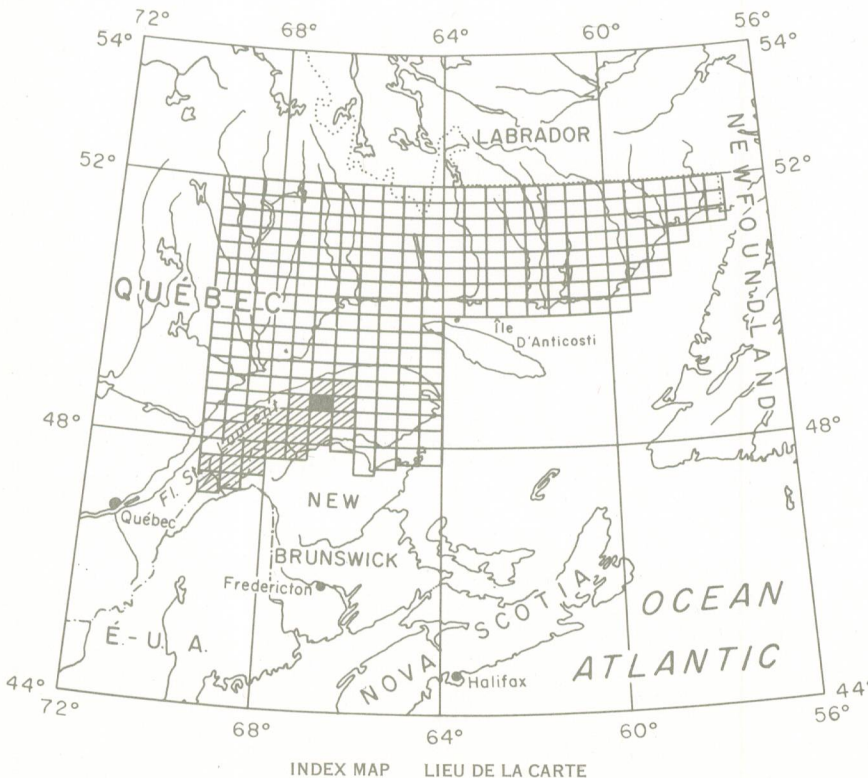 72°
68°
64°
60°
56°
54°
54°
LABRADOR
NEWFOUNDLAND
52°
52°
QUÉBEC
Île
D'Anticosti
48°
48°
Fl. St
Laurent
NEW
Québec
BRUNSWICK
Fredericton
NOVA SCOTIA
OCEAN
ATLANTIC
É.-U.A.
Halifax
44°
44°
72°
68°
64°
60°
56°
INDEX MAP LIEU DE LA CARTE